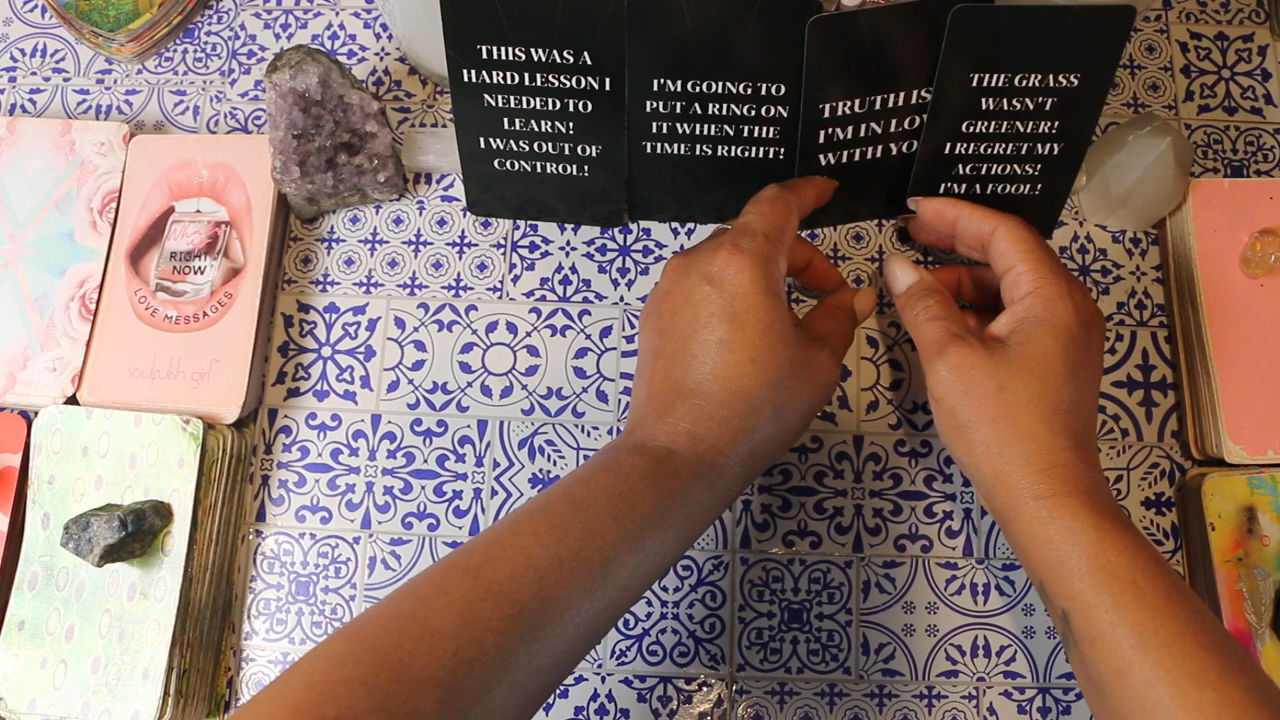 THIS WAS A
HARD LESSON I
NEEDED TO
LEARN!
I WAS OUT OF
CONTROL!
I'M GOING TO
PUT A RING ON
IT WHEN THE
TIME IS RIGHT!
TRUTH IS
I'M IN LOV
WITH YO
THE GRASS
WASN'T
GREENER!
I REGRET MY
ACTIONS!
I'M A FOOL!
RIGHT
NOW
LOVE MESSAGES
soulpulsh girl